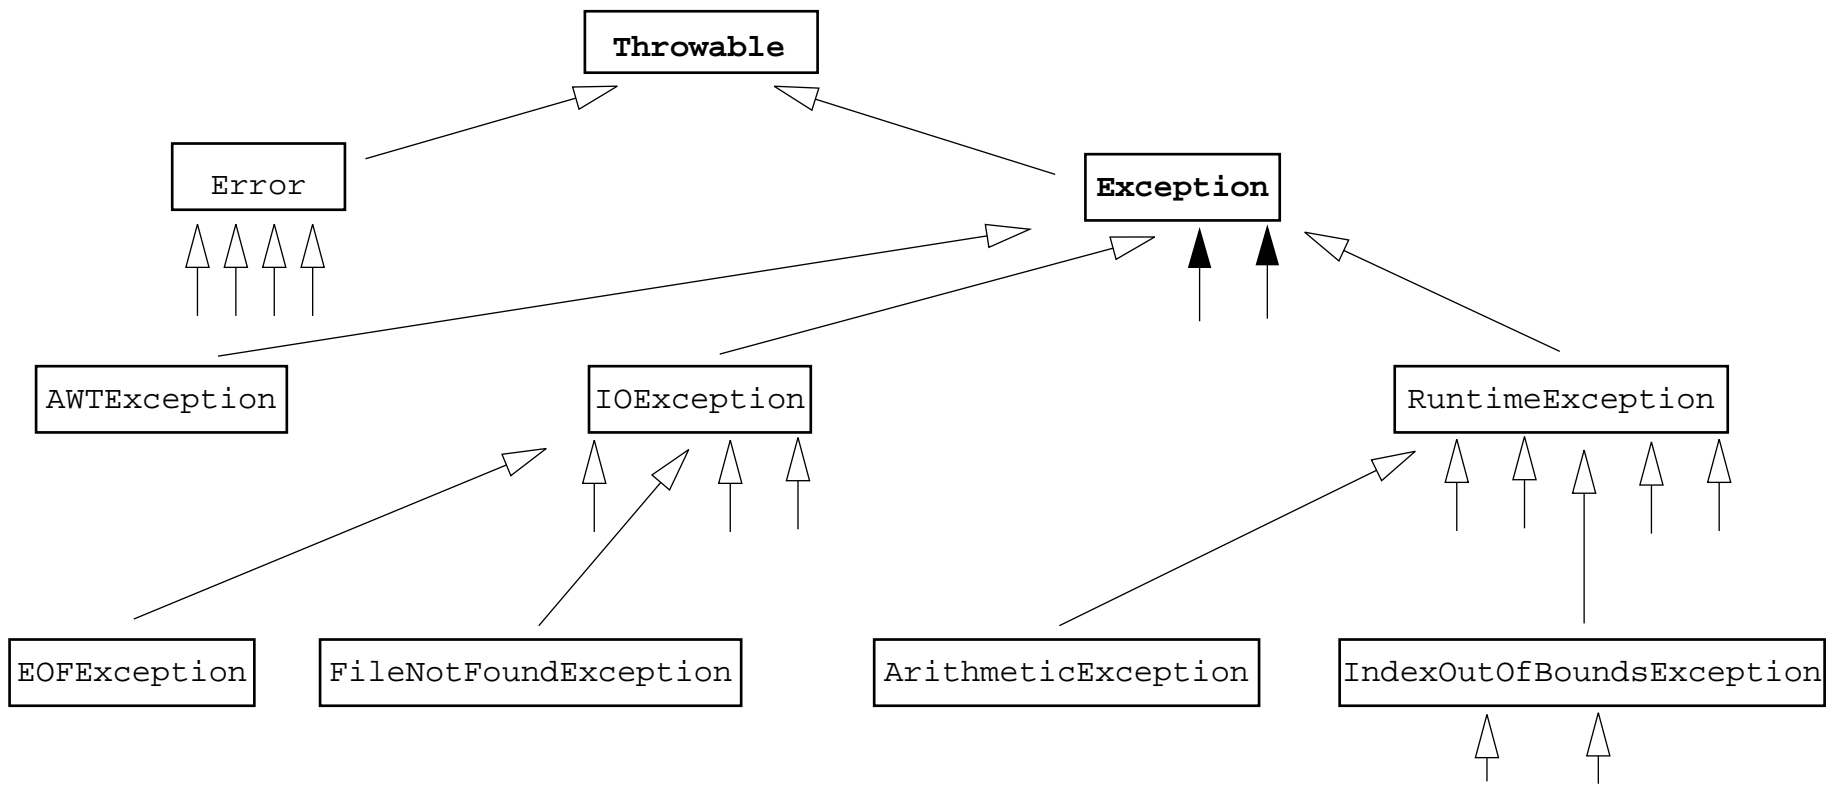 Throwable
Error
Exception
AWTException
IOException
RuntimeException
EOFException
FileNotFoundException
ArithmeticException
IndexOutOfBoundsException